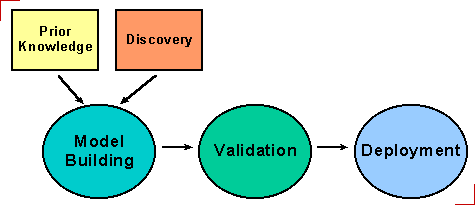 Prior
Knowledge
Discovery
Model
Building
Validation
Deployment